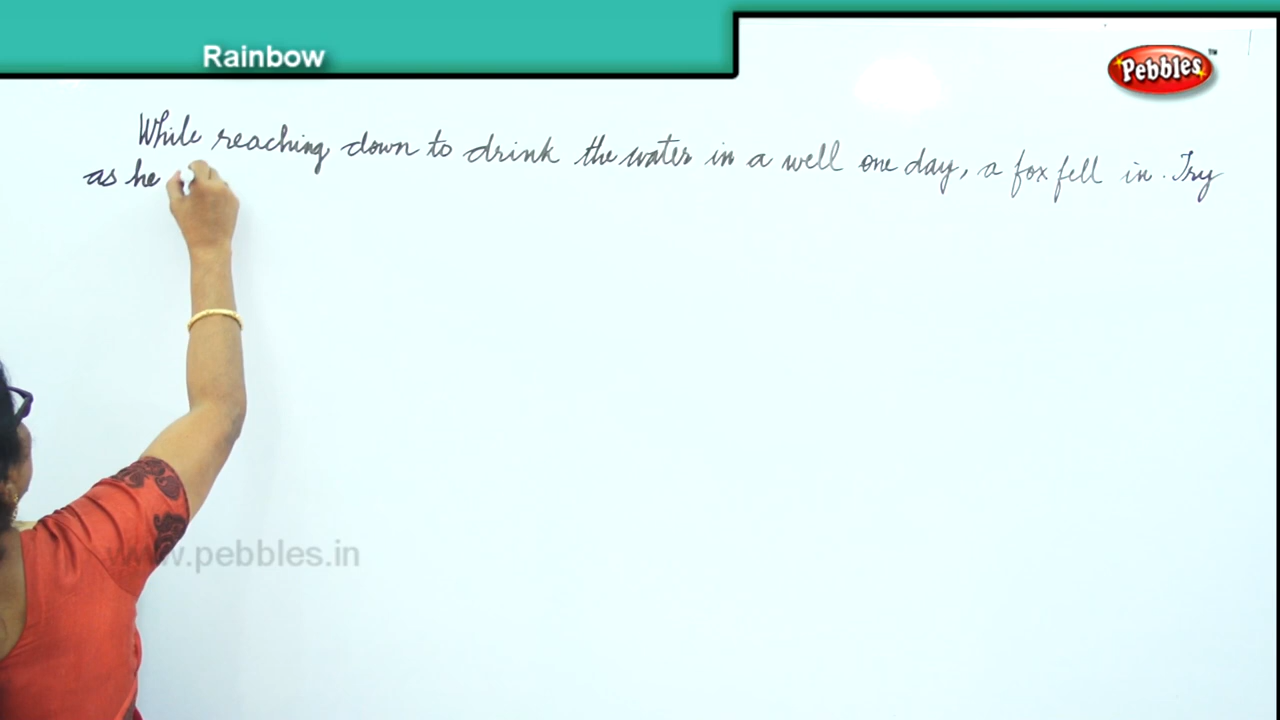 Rainbow
Pebbles™
While reaching down to drink the water in a well one day, a fox fell in. Try
as he
www.pebbles.in